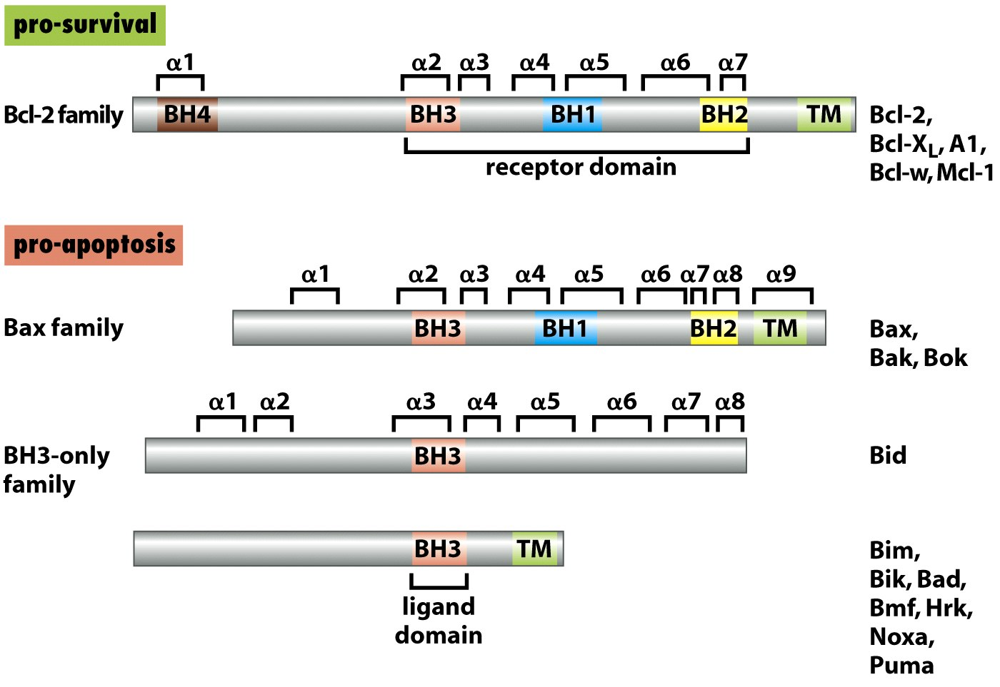 pro-survival
α1 α2 α3 α4 α5 α6 α7
Bcl-2 family BH4 BH3 BH1 BH2 TM Bcl-2,
Bcl-XL, A1,
receptor domain Bcl-w, Mcl-1
pro-apoptosis
α1 α2 α3 α4 α5 α6 α7 α8 α9
Bax family BH3 BH1 BH2 TM Bax,
Bak, Bok
α1 α2 α3 α4 α5 α6 α7 α8
BH3-only BH3 Bid
family
BH3 TM Bim,
Bik, Bad,
ligand Bmf, Hrk,
domain Noxa,
Puma